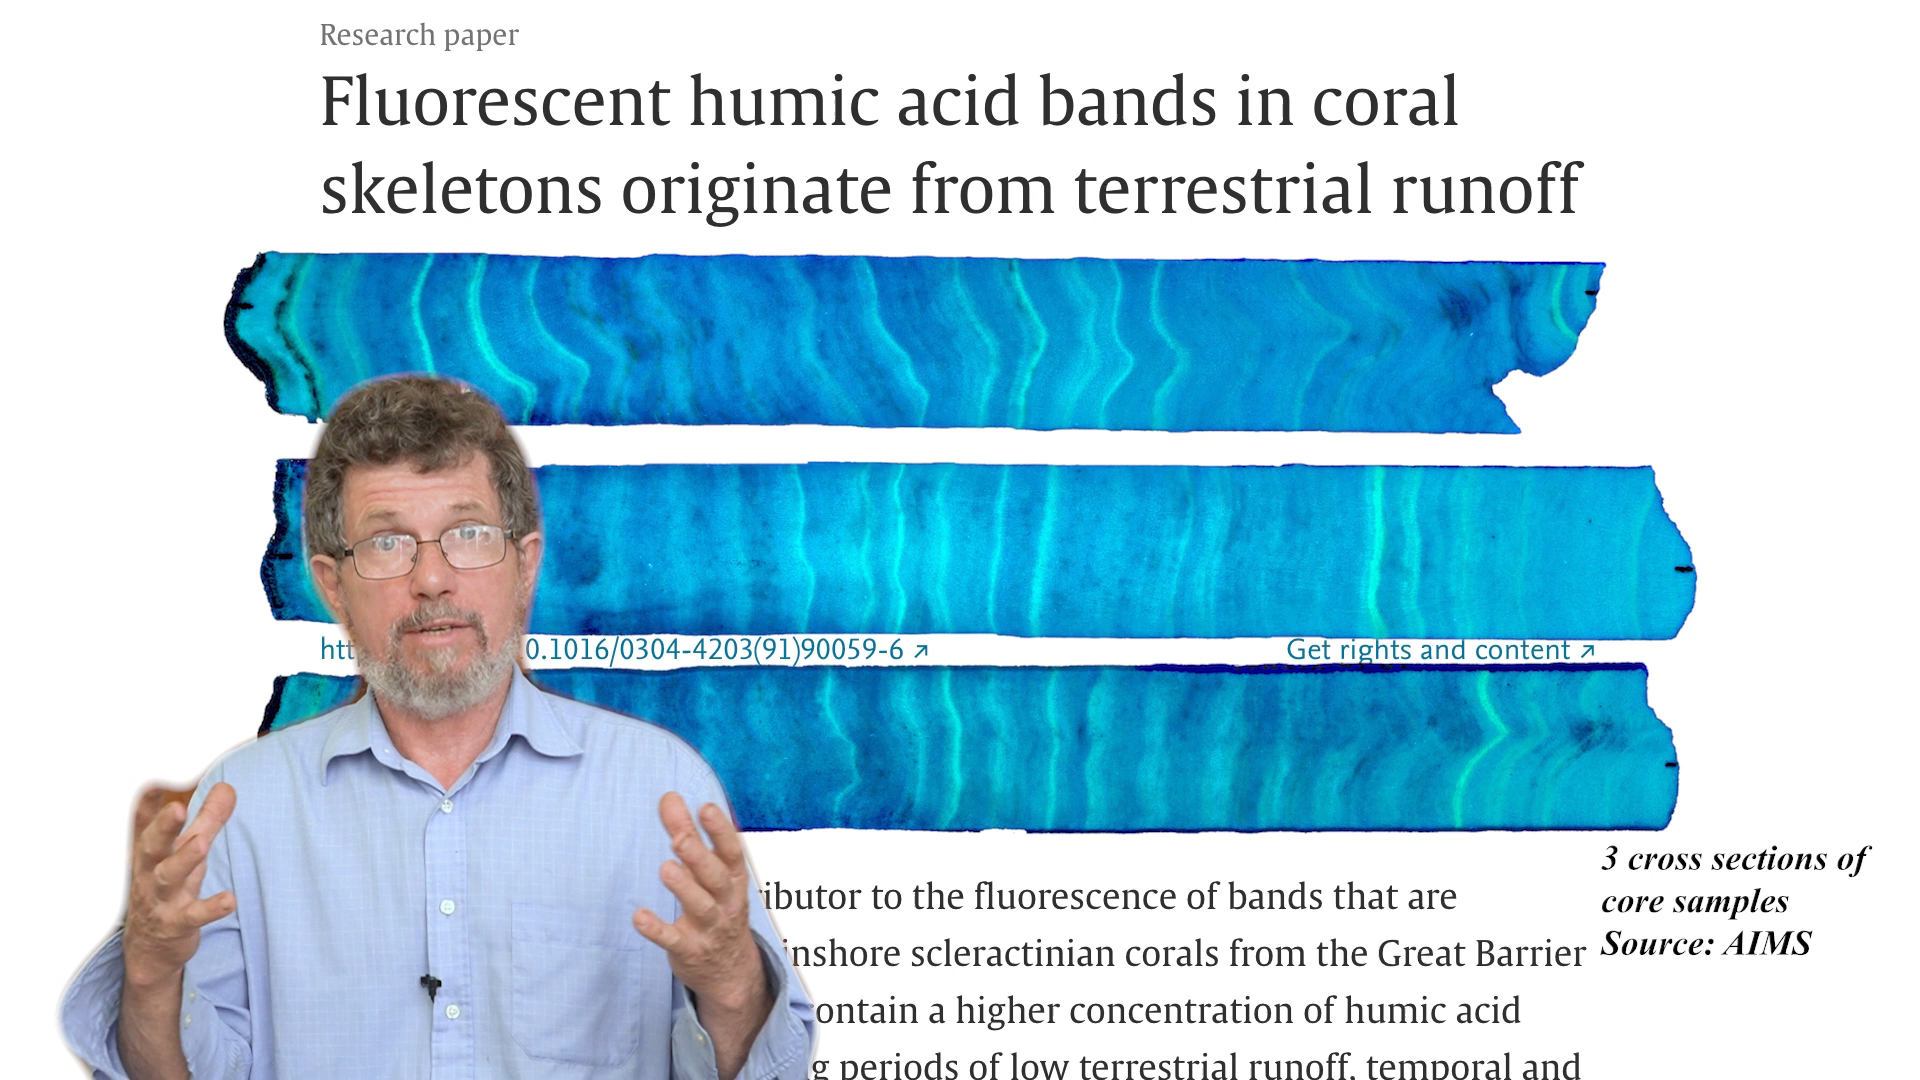 Research paper
Fluorescent humic acid bands in coral
skeletons originate from terrestrial runoff
0.1016/0304-4203(91)90059-6 ↗
Get rights and content ↗
3 cross sections of
core samples
Source: AIMS
to the fluorescence of bands that are
inshore scleractinian corals from the Great Barrier
a higher concentration of humic acid
periods of low terrestrial runoff, temporal and